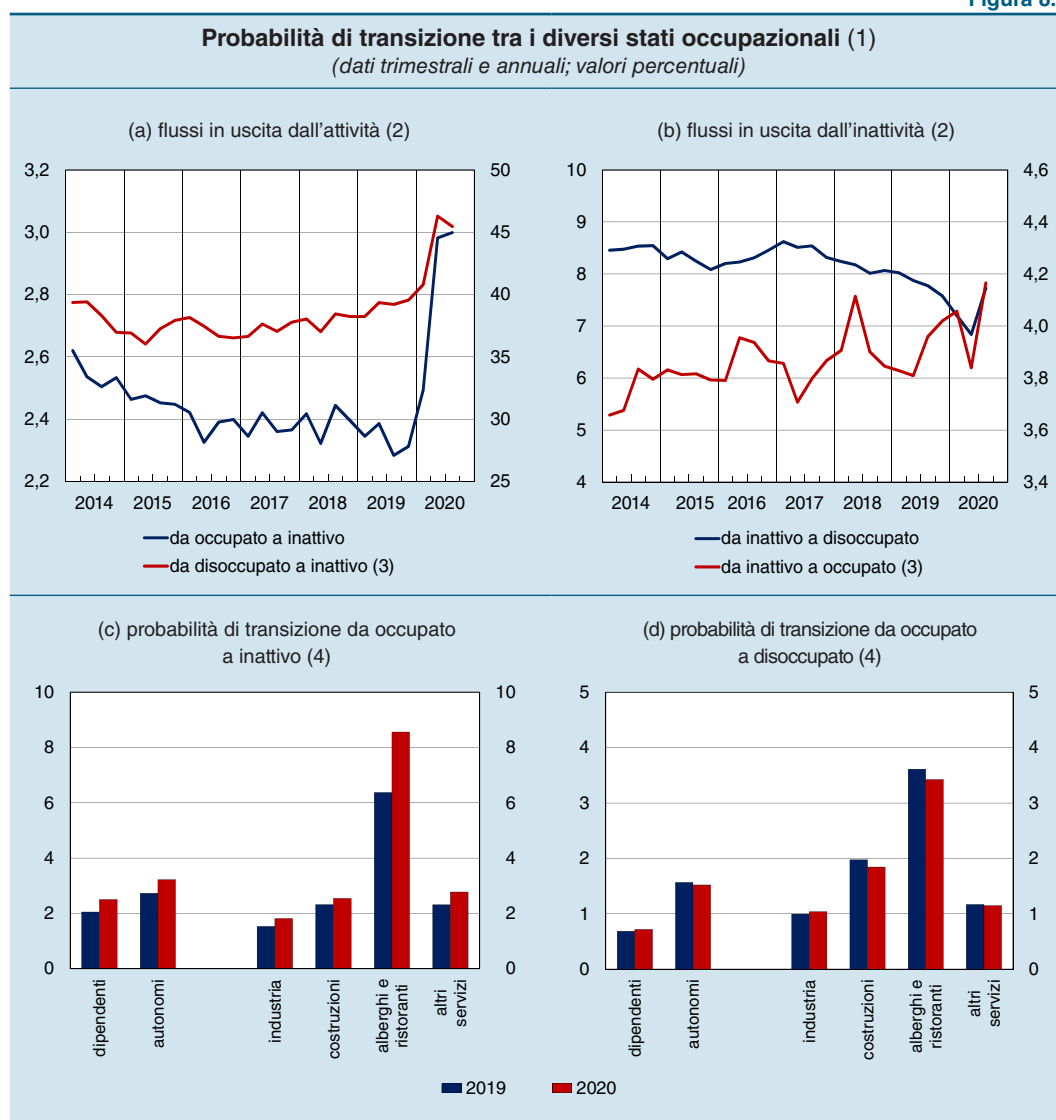 Figura 8.
Probabilità di transizione tra i diversi stati occupazionali (1)
(dati trimestrali e annuali; valori percentuali)
(a) flussi in uscita dall'attività (2)
3,2
3,0
2,8
2,6
2,4
2,2
50
45
40
35
30
25
2014 2015 2016 2017 2018 2019 2020
da occupato a inattivo
da disoccupato a inattivo (3)
(b) flussi in uscita dall'inattività (2)
10
9
8
7
6
5
4
4,6
4,4
4,2
4,0
3,8
3,6
3,4
2014 2015 2016 2017 2018 2019 2020
da inattivo a disoccupato
da inattivo a occupato (3)
(c) probabilità di transizione da occupato
a inattivo (4)
10
8
6
4
2
0
10
8
6
4
2
0
dipendenti
autonomi
industria
costruzioni
alberghi e
ristoranti
altri
servizi
(d) probabilità di transizione da occupato
a disoccupato (4)
5
4
3
2
1
0
5
4
3
2
1
0
dipendenti
autonomi
industria
costruzioni
alberghi e
ristoranti
altri
servizi
2019 2020